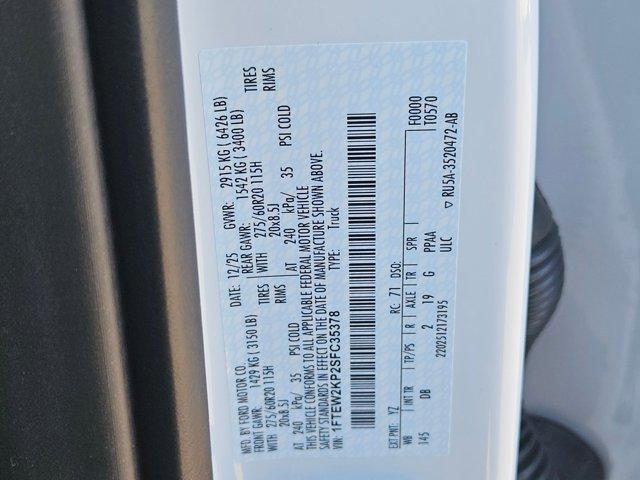 MFD. BY FORD MOTOR CO.
DATE: 12/25 GVWR: 2915 KG ( 6426 LB)
FRONT GAWR: 1429 KG ( 3150 LB) REAR GAWR: 1542 KG ( 3400 LB)
WITH 275/60R20 115H TIRES WITH 275/60R20 115H TIRES
20x8.5J RIMS 20x8.5J RIMS
AT 240 kPa/ 35 PSI COLD AT 240 kPa/ 35 PSI COLD
THIS VEHICLE CONFORMS TO ALL APPLICABLE FEDERAL MOTOR VEHICLE
SAFETY STANDARDS IN EFFECT ON THE DATE OF MANUFACTURE SHOWN ABOVE.
VIN: 1FTEW2KP2SFC35378 TYPE: Truck
F0000
T0570
EXT PNT: YZ RC: 71 DSO:
WB INT TR TP/PS R AXLE TR SPR
145 DB 2 19 G PPAA
2202512173195 ULC
RU5A-3520472-AB